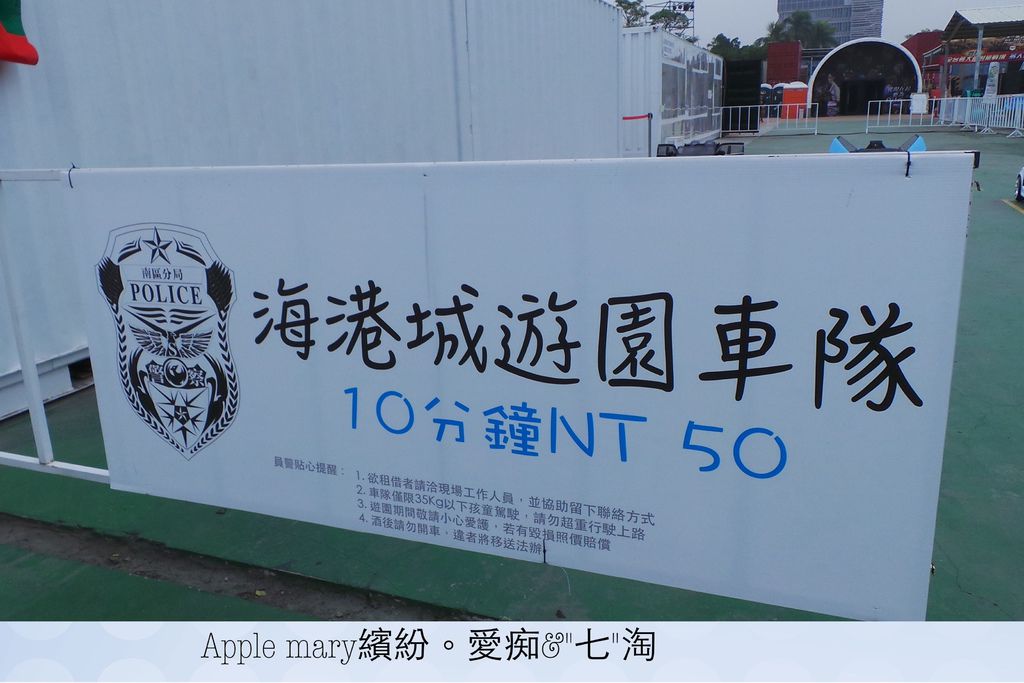 南區分局
POLICE
警察
海港城遊園車隊
10分鐘NT 50
員警貼心提醒：
1. 欲租借者請洽現場工作人員，並協助留下聯絡方式
2. 車隊僅限35Kg以下孩童駕駛，請勿超重行駛上路
3. 遊園期間敬請小心愛護，若有毀損照價賠償
4. 酒後請勿開車，違者將移送法辦
Apple mary繽紛。愛痴&"七"淘